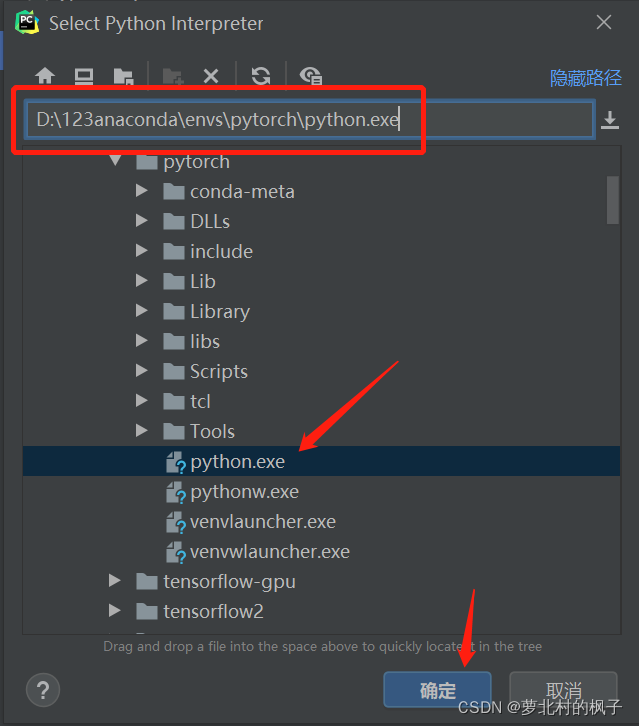 PC
Select Python Interpreter
隐藏路径
D:\123anaconda\envs\pytorch\python.exe
pytorch
conda-meta
DLLs
include
Lib
Library
libs
Scripts
tcl
Tools
python.exe
pythonw.exe
venvlauncher.exe
venvwlauncher.exe
tensorflow-gpu
tensorflow2
Drag and drop a file into the space above to quickly locate it in the tree
?
确定
取消
CSDN @萝北村的枫子